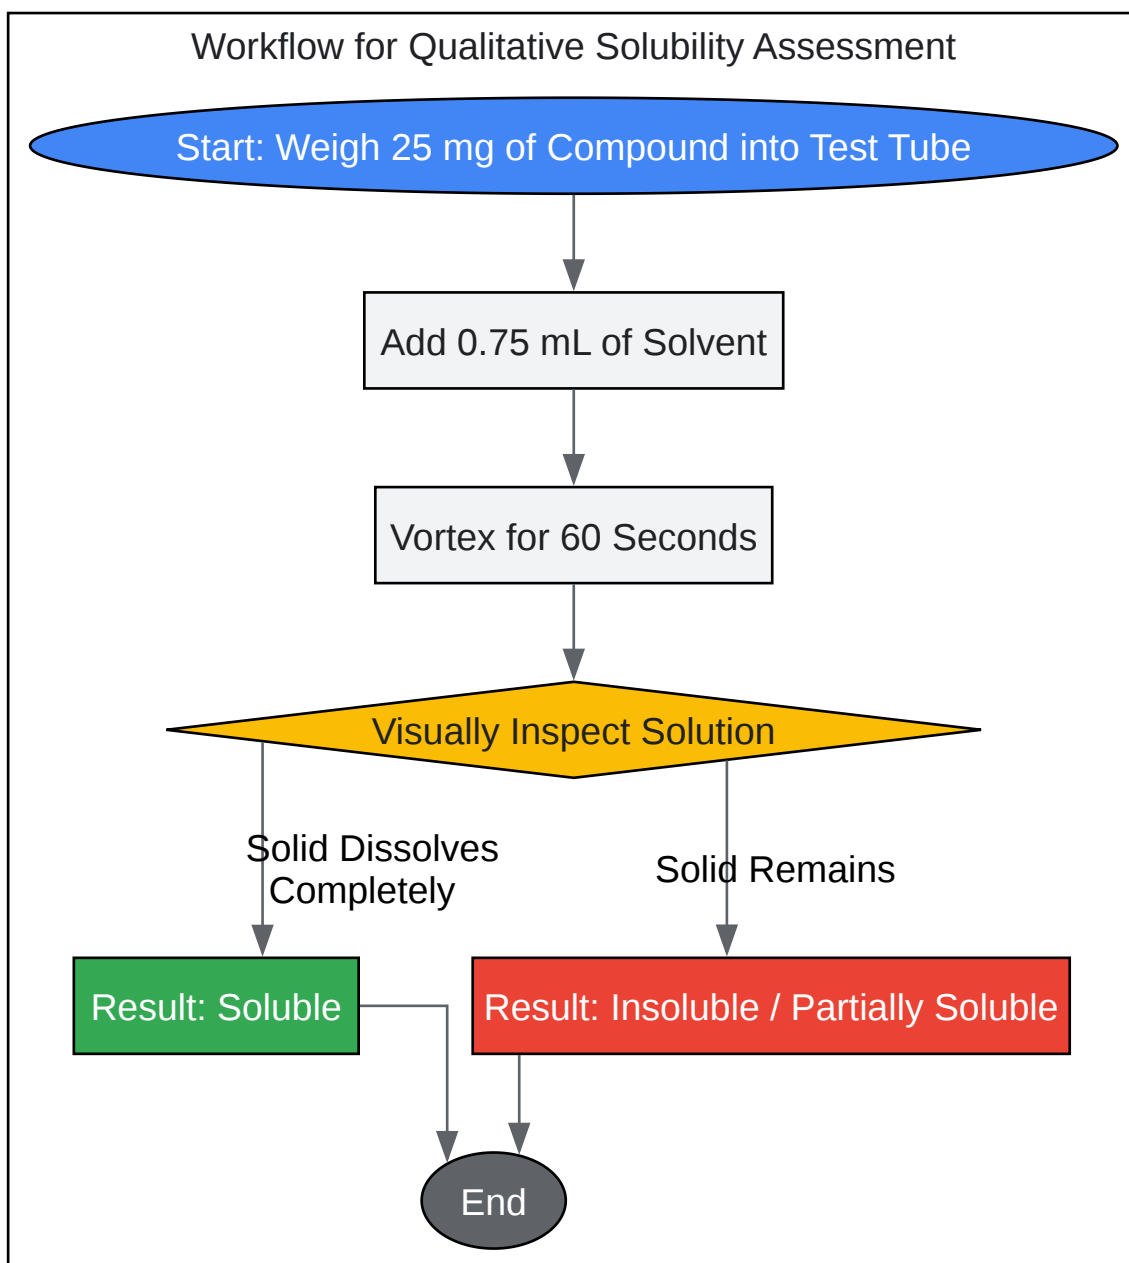 Workflow for Qualitative Solubility Assessment
Start: Weigh 25 mg of Compound into Test Tube
Add 0.75 mL of Solvent
Vortex for 60 Seconds
Visually Inspect Solution
Solid Dissolves
Completely
Solid Remains
Result: Soluble
Result: Insoluble / Partially Soluble
End